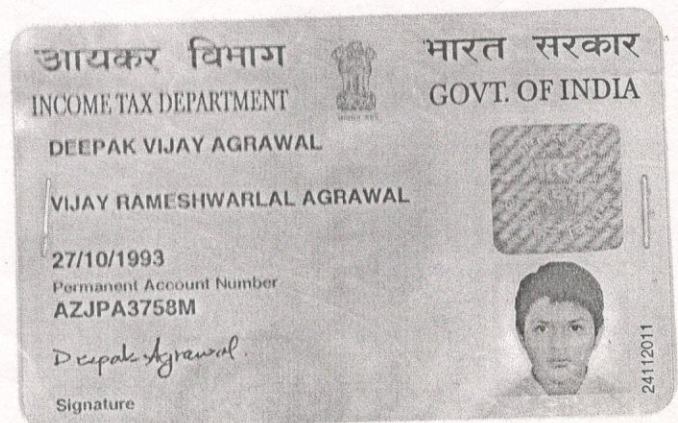 आयकर विभाग
भारत सरकार
INCOME TAX DEPARTMENT
GOVT. OF INDIA
DEEPAK VIJAY AGRAWAL
VIJAY RAMESHWARLAL AGRAWAL
27/10/1993
Permanent Account Number
AZJPA3758M
Deepak Agrawal.
Signature
24112011